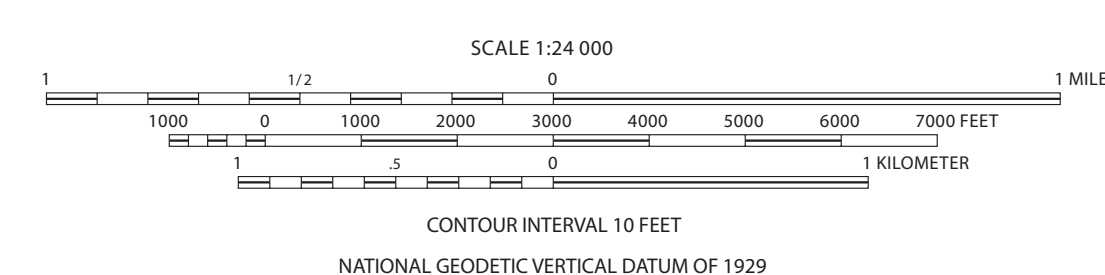 SCALE 1:24 000
1 1/2 0 1 MILE
1000 0 1000 2000 3000 4000 5000 6000 7000 FEET
1 .5 0 1 KILOMETER
CONTOUR INTERVAL 10 FEET
NATIONAL GEODETIC VERTICAL DATUM OF 1929